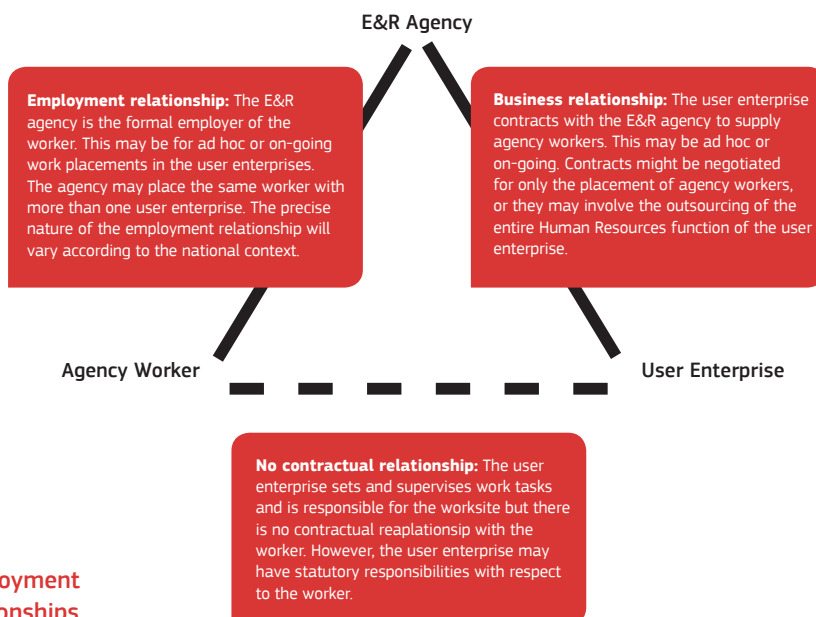 E&R Agency
Employment relationship: The E&R
agency is the formal employer of the
worker. This may be for ad hoc or on-going
work placements in the user enterprises.
The agency may place the same worker with
more than one user enterprise. The precise
nature of the employment relationship will
vary according to the national context.
Business relationship: The user enterprise
contracts with the E&R agency to supply
agency workers. This may be ad hoc or
on-going. Contracts might be negotiated
for only the placement of agency workers,
or they may involve the outsourcing of the
entire Human Resources function of the user
enterprise.
Agency Worker
User Enterprise
No contractual relationship: The user
enterprise sets and supervises work tasks
and is responsible for the worksite but there
is no contractual reaplationsip with the
worker. However, the user enterprise may
have statutory responsibilities with respect
to the worker.
oyment
onships